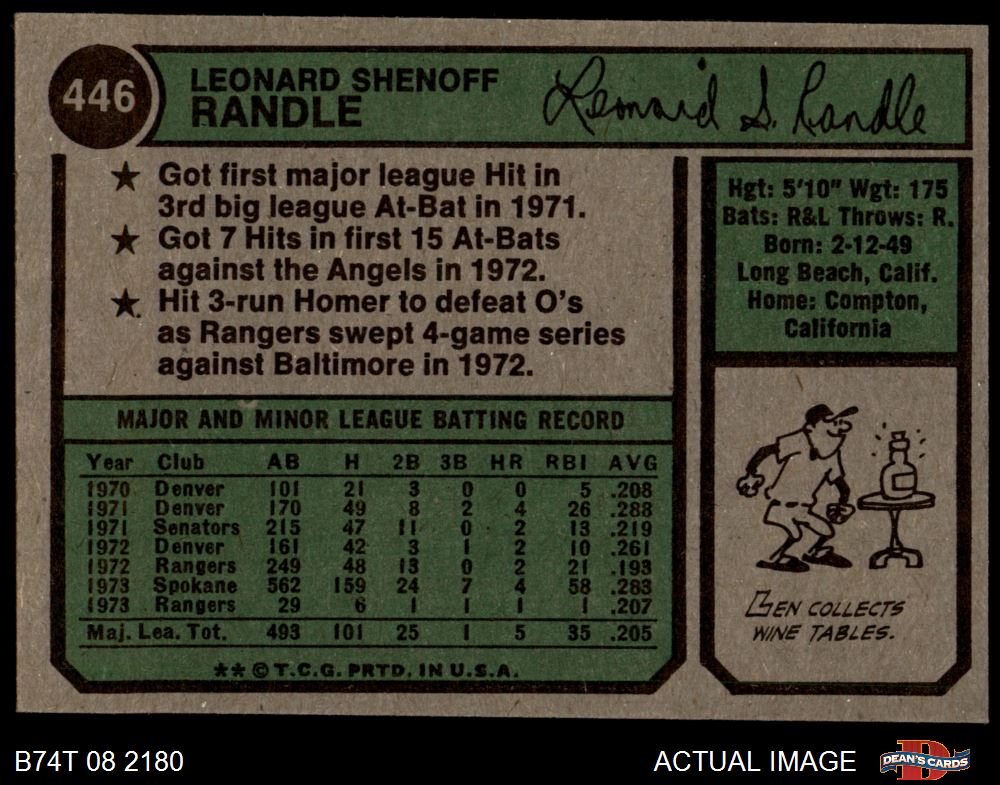 446
LEONARD SHENOFF
RANDLE
Leonard S. Randle
★ Got first major league Hit in
3rd big league At-Bat in 1971.
★ Got 7 Hits in first 15 At-Bats
against the Angels in 1972.
★ Hit 3-run Homer to defeat O's
as Rangers swept 4-game series
against Baltimore in 1972.
Hgt: 5'10" Wgt: 175
Bats: R&L Throws: R.
Born: 2-12-49
Long Beach, Calif.
Home: Compton,
California
MAJOR AND MINOR LEAGUE BATTING RECORD
Year Club AB H 2B 3B HR RBI AVG
1970 Denver 101 21 3 0 0 5 .208
1971 Denver 170 49 8 2 4 26 .288
1971 Senators 215 47 11 0 2 13 .219
1972 Denver 161 42 3 1 2 10 .261
1972 Rangers 249 48 13 0 2 21 .193
1973 Spokane 562 159 24 7 4 58 .283
1973 Rangers 29 6 1 1 1 1 .207
Maj. Lea. Tot. 493 101 25 1 5 35 .205
**©T.C.G. PRTD. IN U.S.A.
BEN COLLECTS
WINE TABLES.
B74T 08 2180
ACTUAL IMAGE
D
DEAN'S CARDS